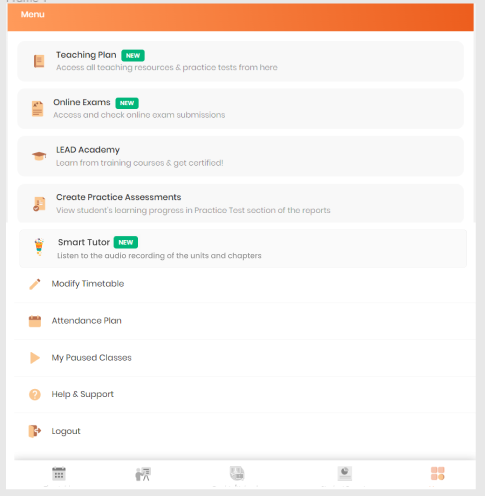 Menu
Teaching Plan NEW
Access all teaching resources & practice tests from here
Online Exams NEW
Access and check online exam submissions
LEAD Academy
Learn from training courses & get certified!
Create Practice Assessments
View student's learning progress in Practice Test section of the reports
Smart Tutor NEW
Listen to the audio recording of the units and chapters
Modify Timetable
Attendance Plan
My Paused Classes
Help & Support
Logout